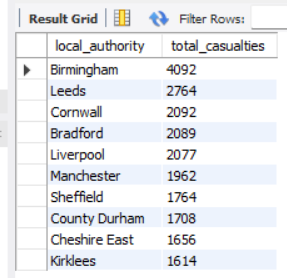 Result Grid Filter Rows:
local_authority total_casualties
Birmingham 4092
Leeds 2764
Cornwall 2092
Bradford 2089
Liverpool 2077
Manchester 1962
Sheffield 1764
County Durham 1708
Cheshire East 1656
Kirklees 1614